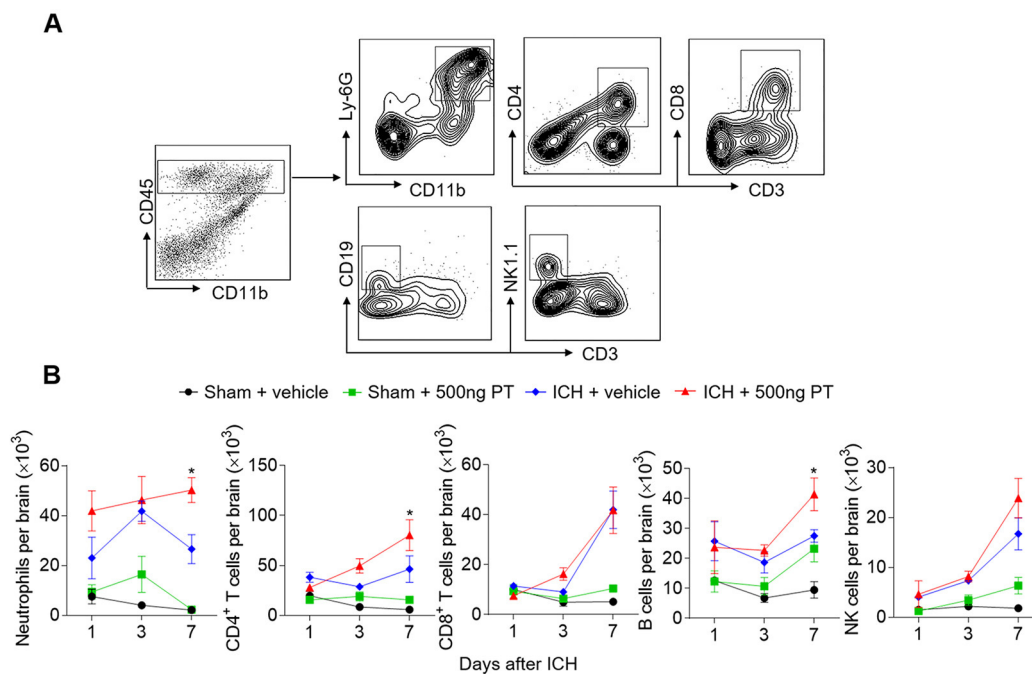 A
CD45
CD11b
Ly-6G
CD11b
CD4
CD8
CD3
CD19
NK1.1
CD3
B
Sham + vehicle Sham + 500ng PT ICH + vehicle ICH + 500ng PT
Neutrophils per brain (×10³)
60
40
20
0
*
1 3 7
CD4⁺ T cells per brain (×10³)
150
100
50
0
*
1 3 7
CD8⁺ T cells per brain (×10³)
60
40
20
0
1 3 7
B cells per brain (×10³)
50
40
30
20
10
0
*
1 3 7
NK cells per brain (×10³)
30
20
10
0
1 3 7
Days after ICH